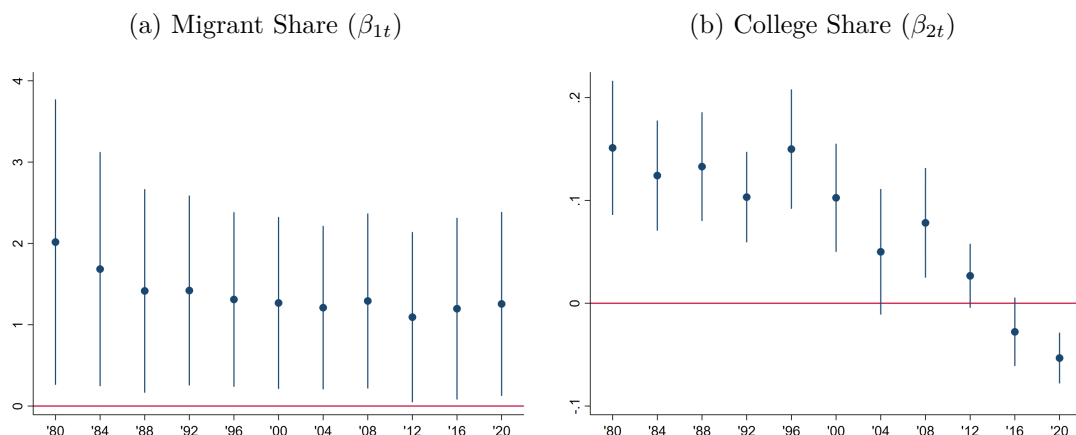 (a) Migrant Share (β1t)
(b) College Share (β2t)
4
3
2
1
0
'80 '84 '88 '92 '96 '00 '04 '08 '12 '16 '20
.2
.1
0
-.1
'80 '84 '88 '92 '96 '00 '04 '08 '12 '16 '20